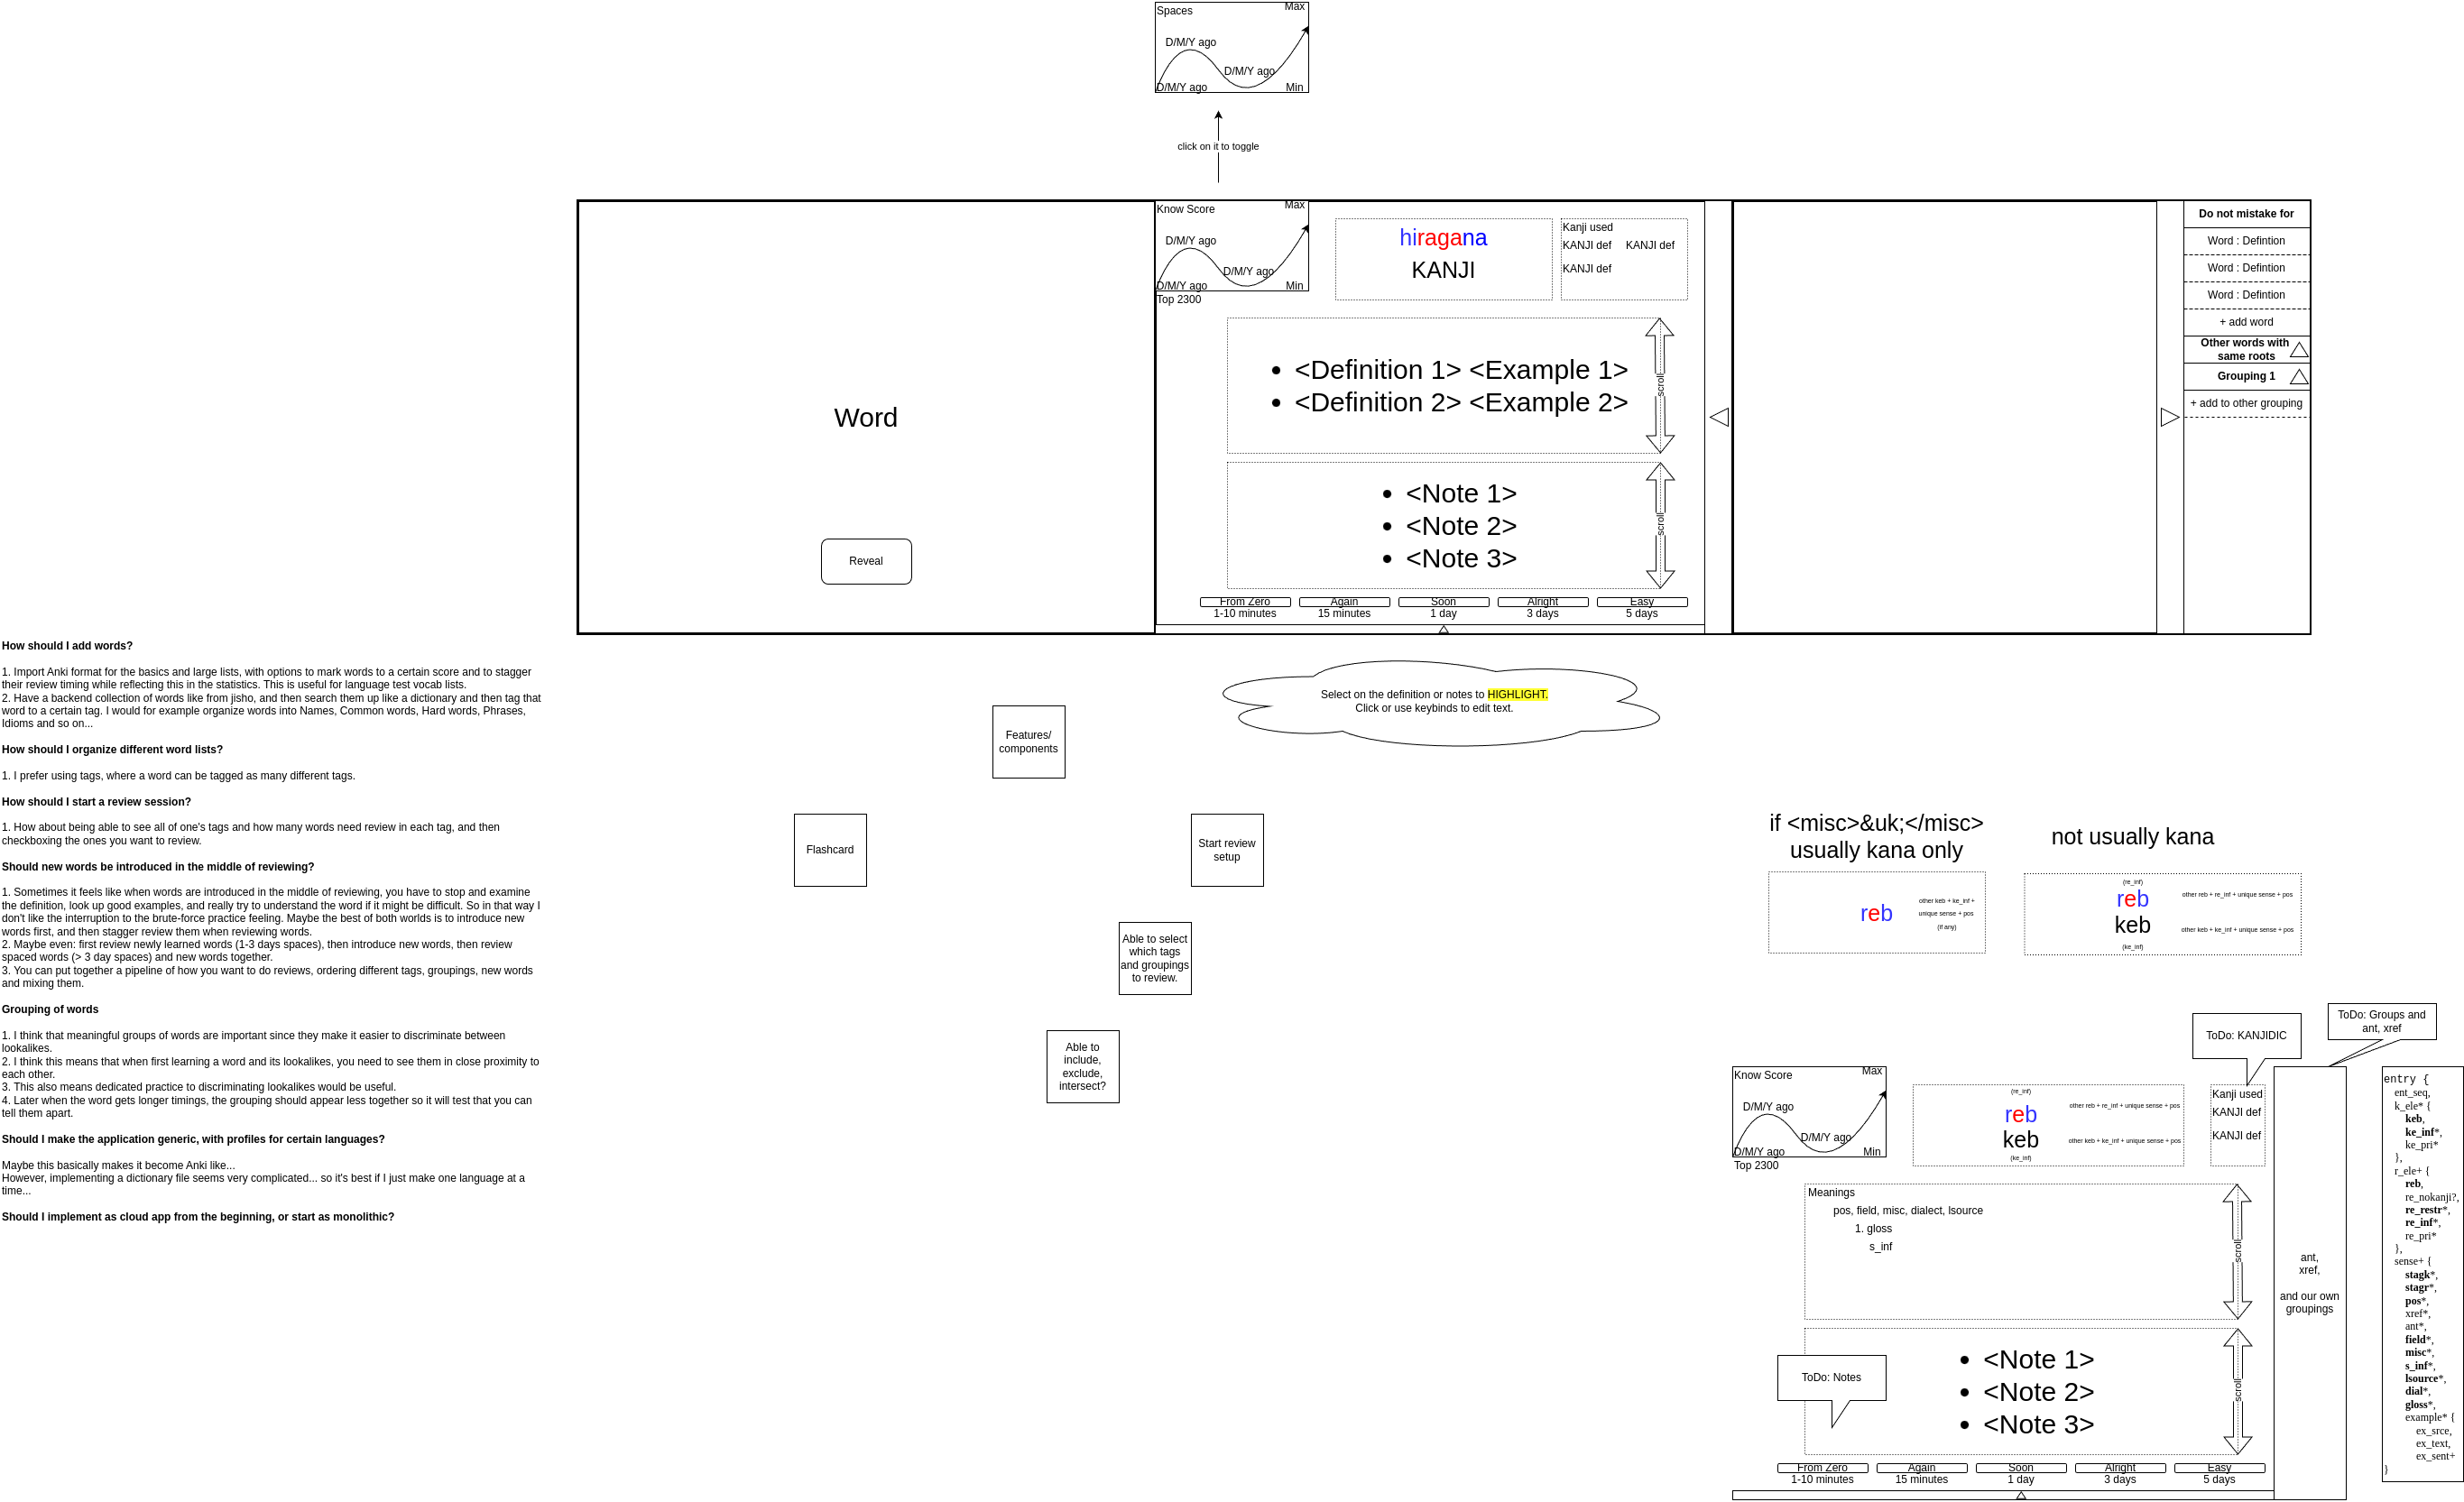 Spaces
Max
D/M/Y ago
D/M/Y ago
D/M/Y ago
Min
click on it to toggle
Word
Reveal
Know Score
Max
D/M/Y ago
D/M/Y ago
D/M/Y ago
Min
Top 2300
hiragana
KANJI
Kanji used
KANJI def KANJI def
KANJI def
• <Definition 1> <Example 1>
• <Definition 2> <Example 2>
scroll
• <Note 1>
• <Note 2>
• <Note 3>
scroll
From Zero Again Soon Alright Easy
1-10 minutes 15 minutes 1 day 3 days 5 days
Do not mistake for
Word : Defintion
Word : Defintion
Word : Defintion
+ add word
Other words with
same roots
Grouping 1
+ add to other grouping
Select on the definition or notes to HIGHLIGHT.
Click or use keybinds to edit text.
How should I add words?
1. Import Anki format for the basics and large lists, with options to mark words to a certain score and to stagger
their review timing while reflecting this in the statistics. This is useful for language test vocab lists.
2. Have a backend collection of words like from jisho, and then search them up like a dictionary and then tag that
word to a certain tag. I would for example organize words into Names, Common words, Hard words, Phrases,
Idioms and so on...
How should I organize different word lists?
1. I prefer using tags, where a word can be tagged as many different tags.
How should I start a review session?
1. How about being able to see all of one's tags and how many words need review in each tag, and then
checkboxing the ones you want to review.
Should new words be introduced in the middle of reviewing?
1. Sometimes it feels like when words are introduced in the middle of reviewing, you have to stop and examine
the definition, look up good examples, and really try to understand the word if it might be difficult. So in that way I
don't like the interruption to the brute-force practice feeling. Maybe the best of both worlds is to introduce new
words first, and then stagger review them when reviewing words.
2. Maybe even: first review newly learned words (1-3 days spaces), then introduce new words, then review
spaced words (> 3 day spaces) and new words together.
3. You can put together a pipeline of how you want to do reviews, ordering different tags, groupings, new words
and mixing them.
Grouping of words
1. I think that meaningful groups of words are important since they make it easier to discriminate between
lookalikes.
2. I think this means that when first learning a word and its lookalikes, you need to see them in close proximity to
each other.
3. This also means dedicated practice to discriminating lookalikes would be useful.
4. Later when the word gets longer timings, the grouping should appear less together so it will test that you can
tell them apart.
Should I make the application generic, with profiles for certain languages?
Maybe this basically makes it become Anki like...
However, implementing a dictionary file seems very complicated... so it's best if I just make one language at a
time...
Should I implement as cloud app from the beginning, or start as monolithic?
Features/
components
Flashcard
Start review
setup
Able to select
which tags
and groupings
to review.
Able to
include,
exclude,
intersect?
if <misc>&uk;</misc>
usually kana only
reb
other keb + ke_inf +
unique sense + pos
(if any)
not usually kana
(re_inf)
reb
keb
(ke_inf)
other reb + re_inf + unique sense + pos
other keb + ke_inf + unique sense + pos
ToDo: KANJIDIC
ToDo: Groups and
ant, xref
Know Score
Max
D/M/Y ago
D/M/Y ago
D/M/Y ago
Min
Top 2300
(re_inf)
reb
keb
(ke_inf)
other reb + re_inf + unique sense + pos
other keb + ke_inf + unique sense + pos
Kanji used
KANJI def
KANJI def
Meanings
pos, field, misc, dialect, lsource
1. gloss
s_inf
scroll
ToDo: Notes
• <Note 1>
• <Note 2>
• <Note 3>
scroll
From Zero Again Soon Alright Easy
1-10 minutes 15 minutes 1 day 3 days 5 days
ant,
xref,
and our own
groupings
entry {
ent_seq,
k_ele* {
keb,
ke_inf*,
ke_pri*
},
r_ele+ {
reb,
re_nokanji?,
re_restr*,
re_inf*,
re_pri*
},
sense+ {
stagk*,
stagr*,
pos*,
xref*,
ant*,
field*,
misc*,
s_inf*,
lsource*,
dial*,
gloss*,
example* {
ex_srce,
ex_text,
ex_sent+
}